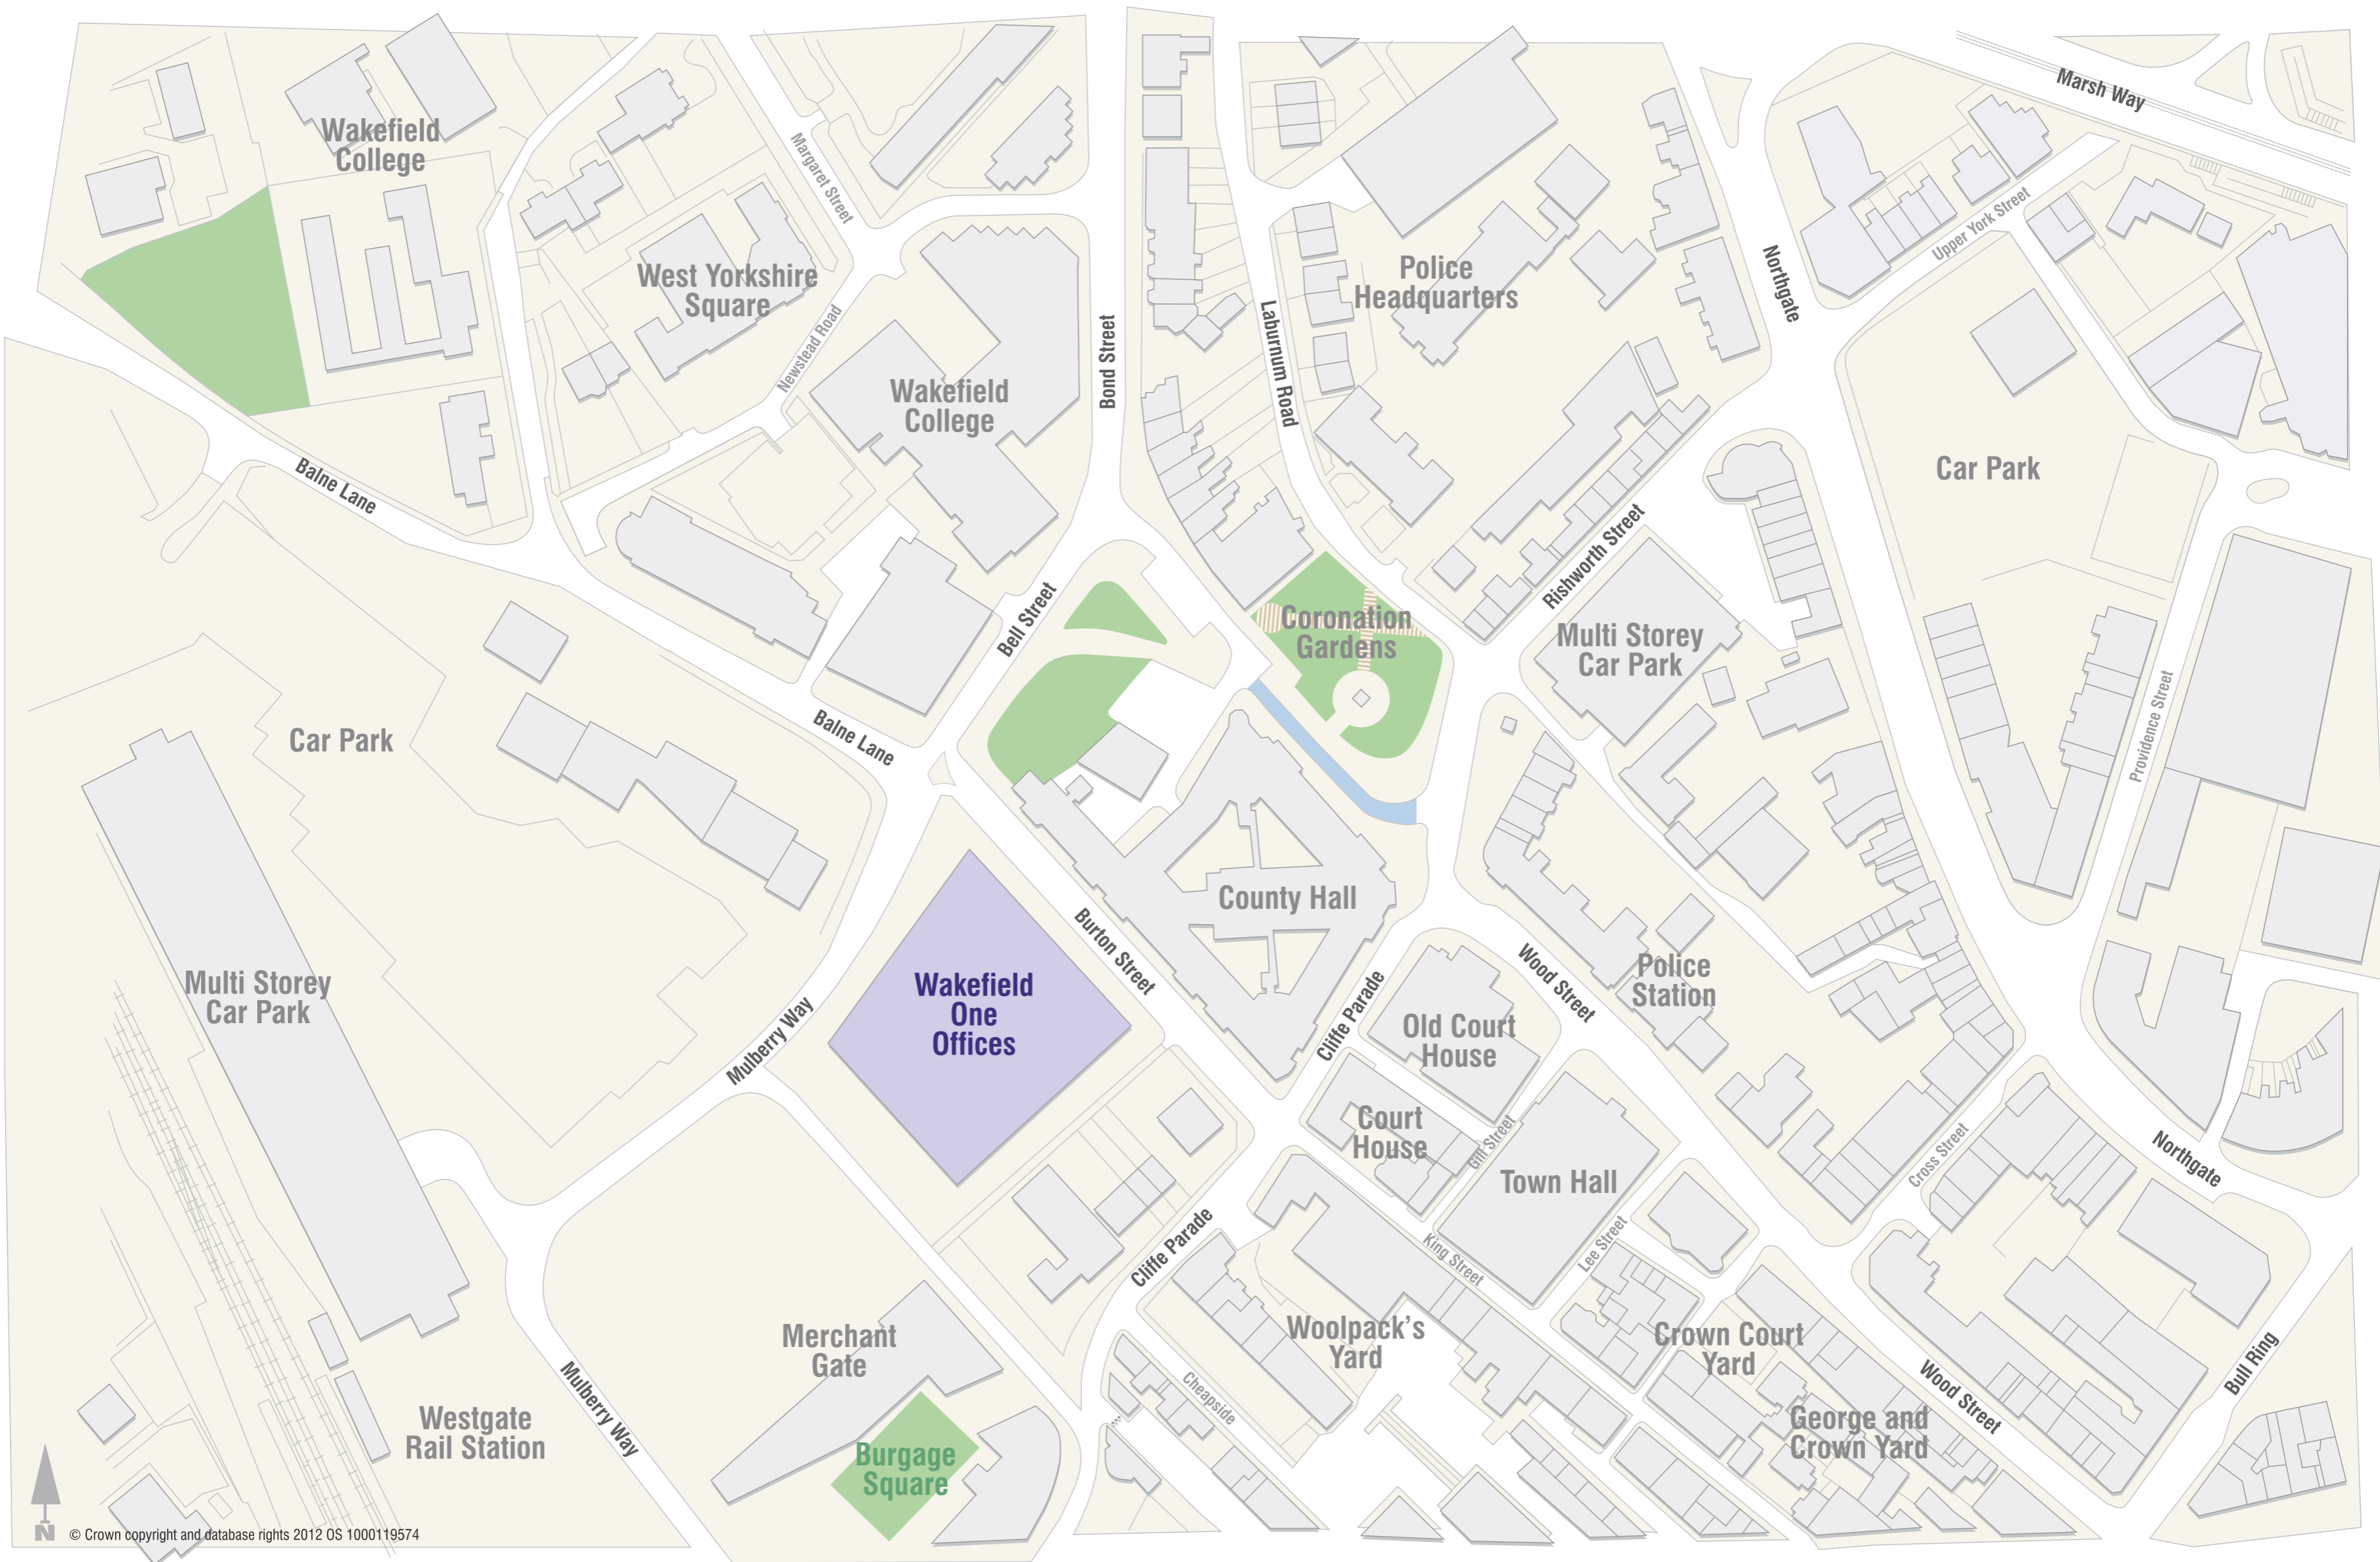 Marsh Way
Wakefield
College
Margaret Street
Upper York Street
West Yorkshire
Square
Police
Headquarters
Northgate
Newstead Road
Bond Street
Laburnum Road
Wakefield
College
Car Park
Balne Lane
Rishworth Street
Bell Street
Coronation
Gardens
Multi Storey
Car Park
Car Park
Balne Lane
Providence Street
County Hall
Burton Street
Wakefield
One
Offices
Multi Storey
Car Park
Wood Street
Police
Station
Cliffe Parade
Old Court
House
Mulberry Way
Court
House
Gill Street
Cross Street
Northgate
Town Hall
Cliffe Parade
King Street
Lee Street
Merchant
Gate
Woolpack's
Yard
Crown Court
Yard
Bull Ring
Mulberry Way
Cheapside
Wood Street
Westgate
Rail Station
George and
Crown Yard
Burgage
Square
N
© Crown copyright and database rights 2012 OS 1000119574